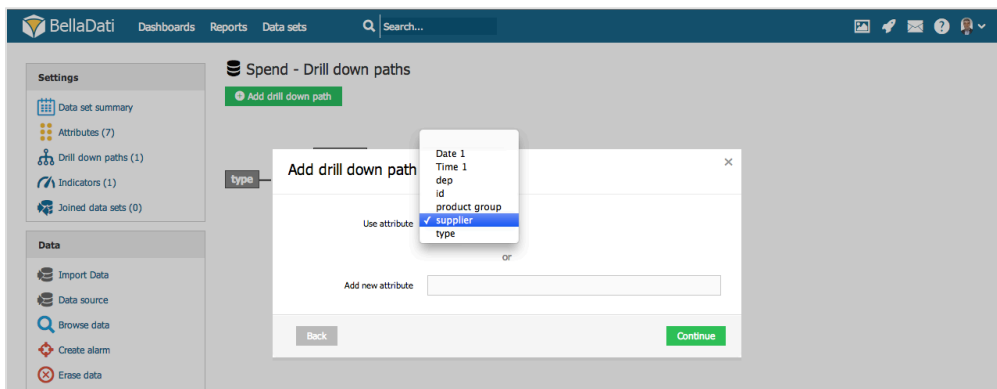 BellaDati Dashboards Reports Data sets Search...
Settings
Data set summary
Attributes (7)
Drill down paths (1)
Indicators (1)
Joined data sets (0)
Data
Import Data
Data source
Browse data
Create alarm
Erase data
Spend - Drill down paths
Add drill down path
type
Add drill down path
×
Use attribute
Date 1
Time 1
dep
id
product group
✓ supplier
type
or
Add new attribute
Back Continue